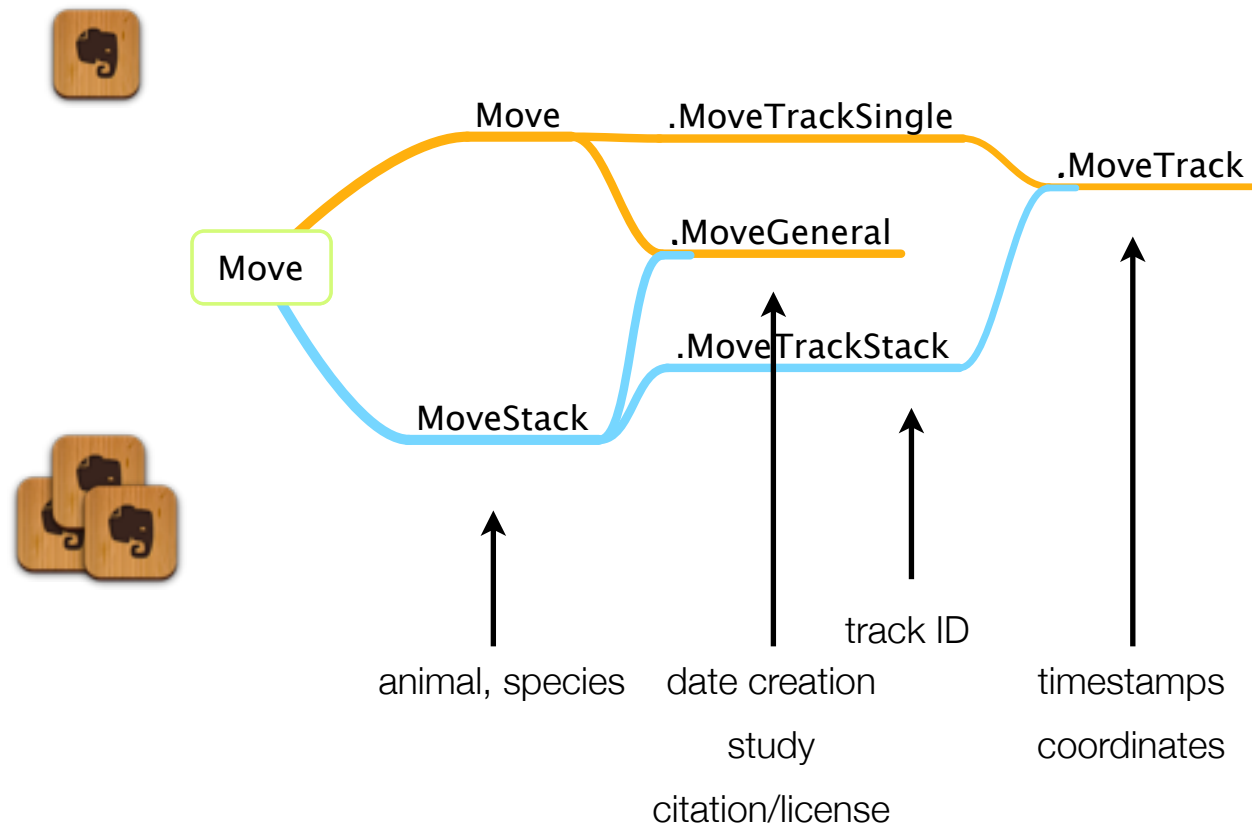 Move
.MoveTrackSingle
.MoveTrack
.MoveGeneral
Move
.MoveTrackStack
MoveStack
track ID
animal, species
date creation
timestamps
study
coordinates
citation/license